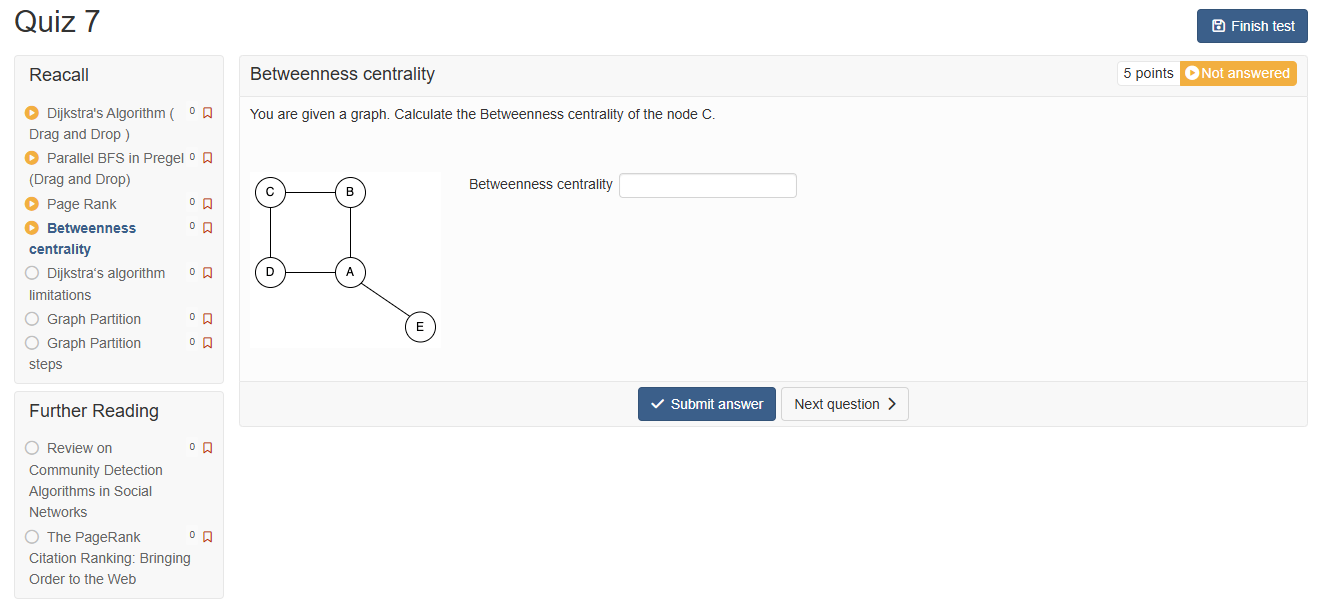 Quiz 7
Finish test
Reacall
Dijkstra's Algorithm ( 0
Drag and Drop )
Parallel BFS in Pregel 0
(Drag and Drop)
Page Rank 0
Betweenness 0
centrality
Dijkstra's algorithm 0
limitations
Graph Partition 0
Graph Partition 0
steps
Further Reading
Review on 0
Community Detection
Algorithms in Social
Networks
The PageRank 0
Citation Ranking: Bringing
Order to the Web
Betweenness centrality
5 points Not answered
You are given a graph. Calculate the Betweenness centrality of the node C.
C B
D A
E
Betweenness centrality
Submit answer Next question